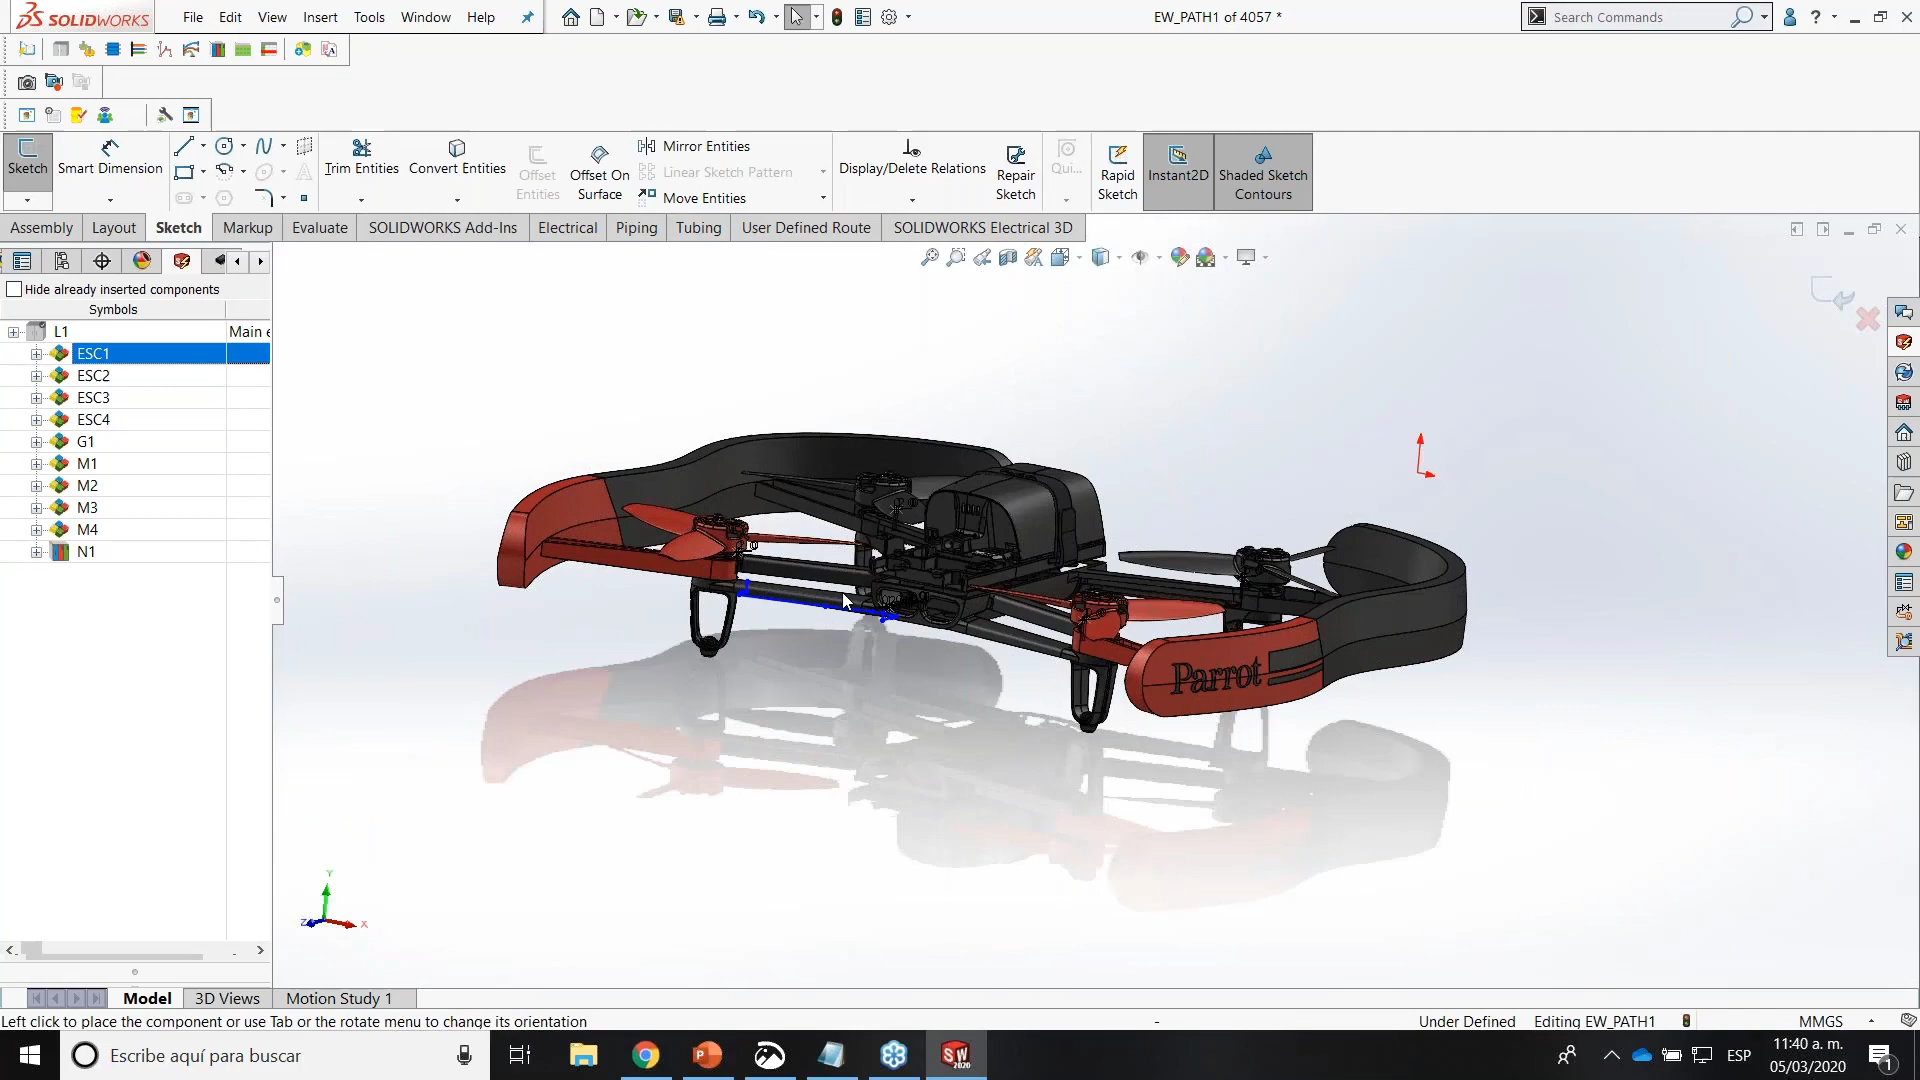 SOLIDWORKS File Edit View Insert Tools Window Help EW_PATH1 of 4057 * Search Commands
Sketch Smart Dimension Trim Entities Convert Entities Offset Entities Offset On Surface Mirror Entities Linear Sketch Pattern Move Entities Display/Delete Relations Repair Sketch Qui... Rapid Sketch Instant2D Shaded Sketch Contours
Assembly Layout Sketch Markup Evaluate SOLIDWORKS Add-Ins Electrical Piping Tubing User Defined Route SOLIDWORKS Electrical 3D
Hide already inserted components
Symbols
L1 Main e
ESC1
ESC2
ESC3
ESC4
G1
M1
M2
M3
M4
N1
Parrot
Y
Z X
Model 3D Views Motion Study 1
Left click to place the component or use Tab or the rotate menu to change its orientation - Under Defined Editing EW_PATH1 MMGS
Escribe aquí para buscar SW 2020 ESP 11:40 a. m.
05/03/2020 1